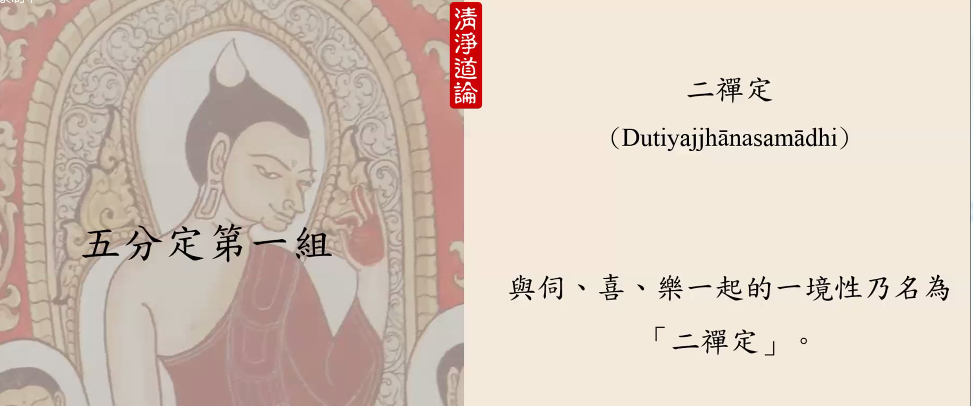 清淨道論
五分定第一組
二禪定
（Dutiyajjhānasamādhi）
與伺、喜、樂一起的一境性乃名為
「二禪定」。